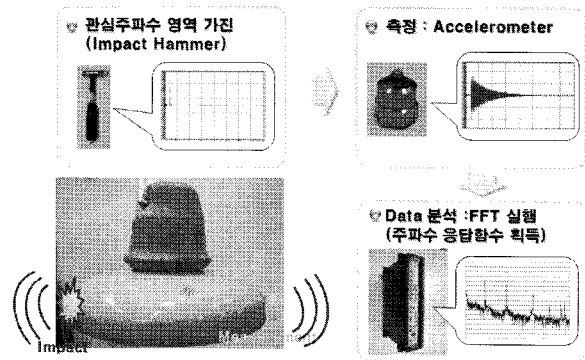 관심주파수 영역 가진
(Impact Hammer)
측정 : Accelerometer
Data 분석 :FFT 실행
(주파수 응답함수 획득)
Impact